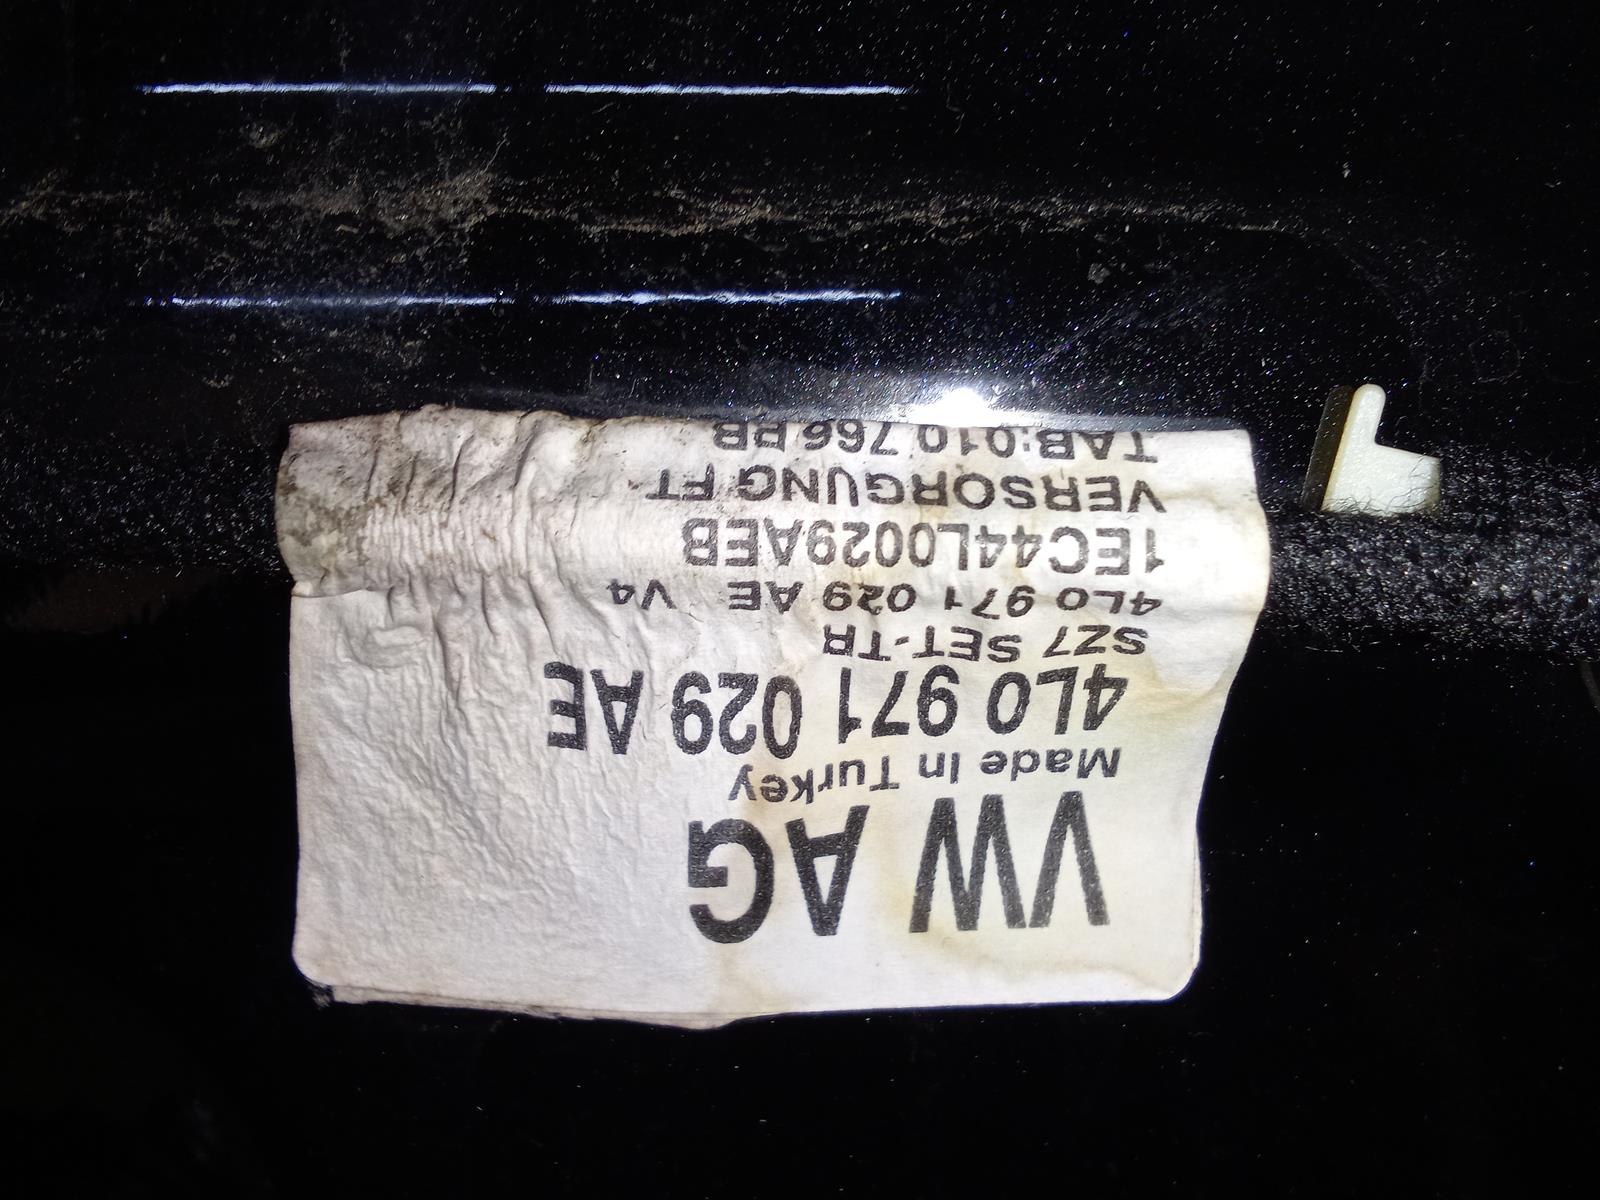 VW AG
Made In Turkey
4L0 971 029 AE
SZ7 SET-TR
4L0 971 029 AE V4
1EC44L0029AEB
VERSORGUNG FT
TAB:010 766 BB